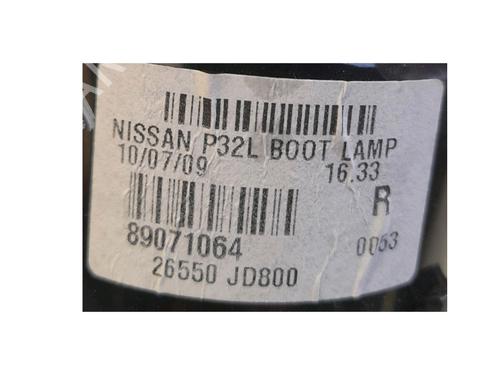 NISSAN P32L BOOT LAMP
10/07/09 16.33
R
89071064 0053
26550 JD800